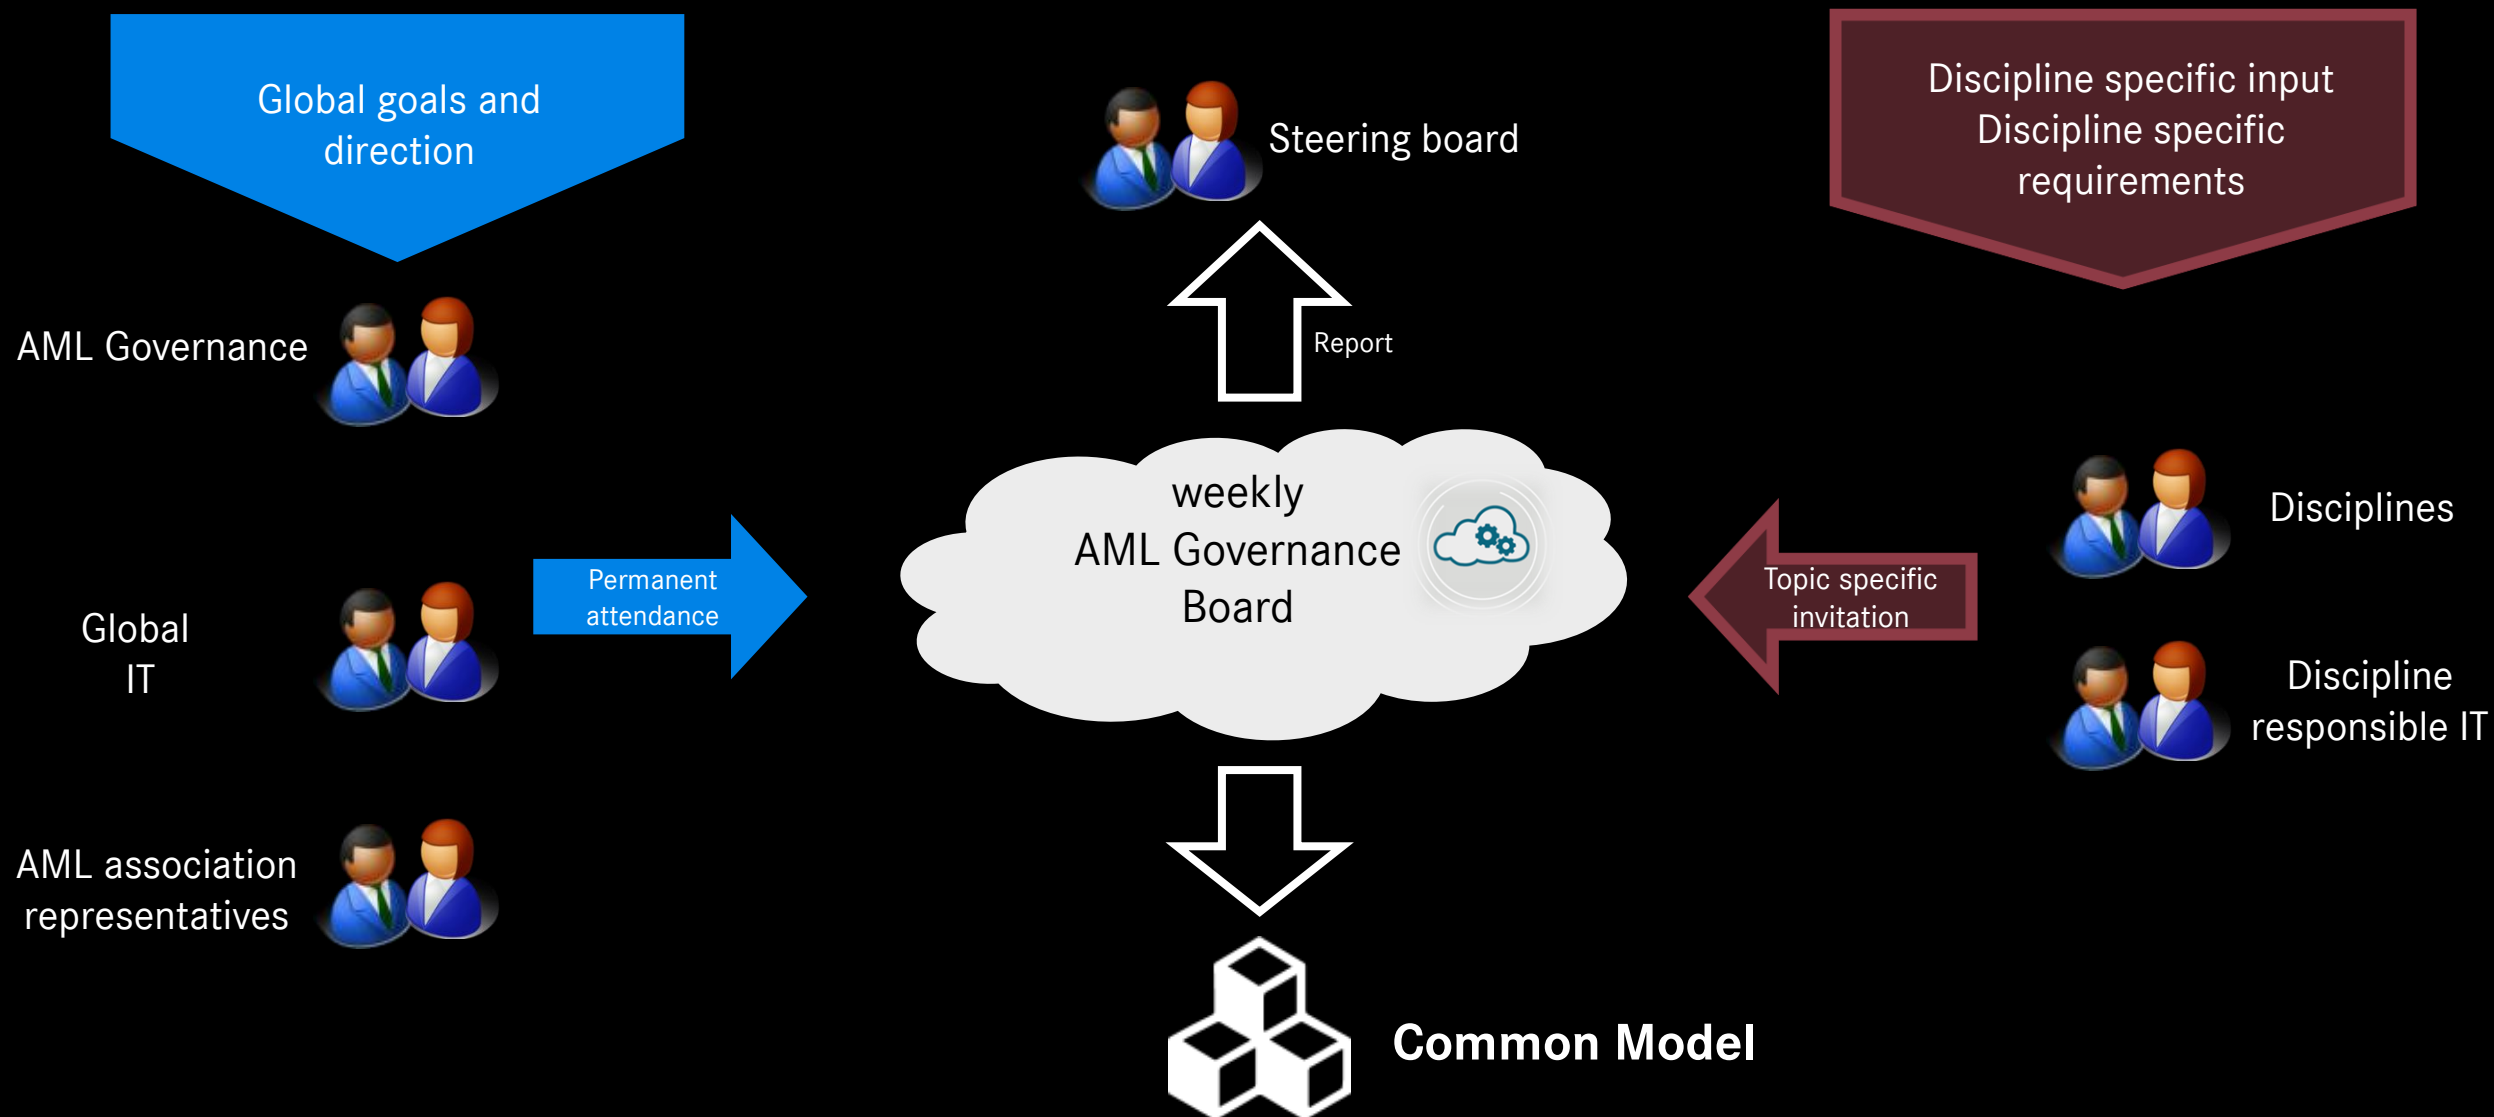 Global goals and
direction
AML Governance
Global
IT
AML association
representatives
Permanent
attendance
Steering board
Report
weekly
AML Governance
Board
Common Model
Discipline specific input
Discipline specific
requirements
Topic specific
invitation
Disciplines
Discipline
responsible IT